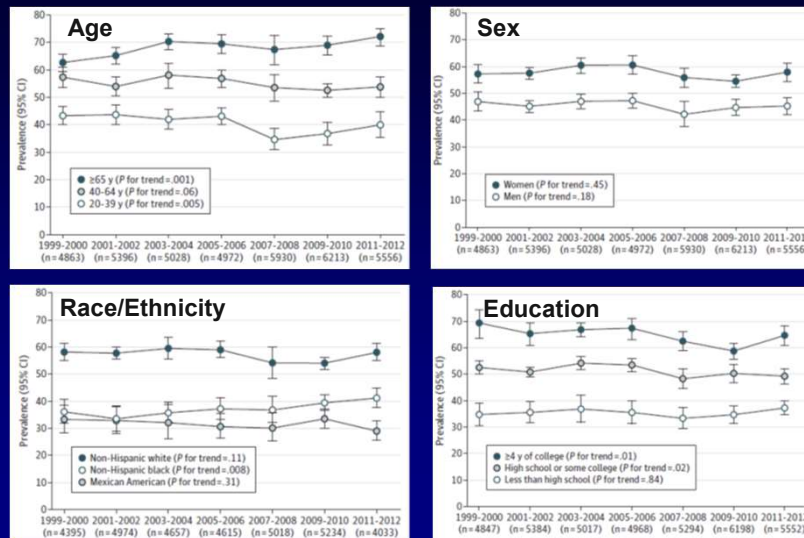 Age
Prevalence (95% CI)
80
70
60
50
40
30
20
10
0
≥65 y (P for trend=.001)
40-64 y (P for trend=.06)
20-39 y (P for trend=.005)
1999-2000 2001-2002 2003-2004 2005-2006 2007-2008 2009-2010 2011-2012
(n=4863) (n=5396) (n=5028) (n=4972) (n=5930) (n=6213) (n=5556)
Sex
Prevalence (95% CI)
80
70
60
50
40
30
20
10
0
Women (P for trend=.45)
Men (P for trend=.18)
1999-2000 2001-2002 2003-2004 2005-2006 2007-2008 2009-2010 2011-201
(n=4863) (n=5396) (n=5028) (n=4972) (n=5930) (n=6213) (n=5556
Race/Ethnicity
Prevalence (95% CI)
80
70
60
50
40
30
20
10
0
Non-Hispanic white (P for trend=.11)
Non-Hispanic black (P for trend=.008)
Mexican American (P for trend=.31)
1999-2000 2001-2002 2003-2004 2005-2006 2007-2008 2009-2010 2011-2012
(n=4395) (n=4974) (n=4657) (n=4615) (n=5018) (n=5234) (n=4033)
Education
Prevalence (95% CI)
80
70
60
50
40
30
20
10
0
≥4 y of college (P for trend=.01)
High school or some college (P for trend=.02)
Less than high school (P for trend=.84)
1999-2000 2001-2002 2003-2004 2005-2006 2007-2008 2009-2010 2011-2012
(n=4847) (n=5384) (n=5017) (n=4968) (n=5294) (n=6198) (n=5552)